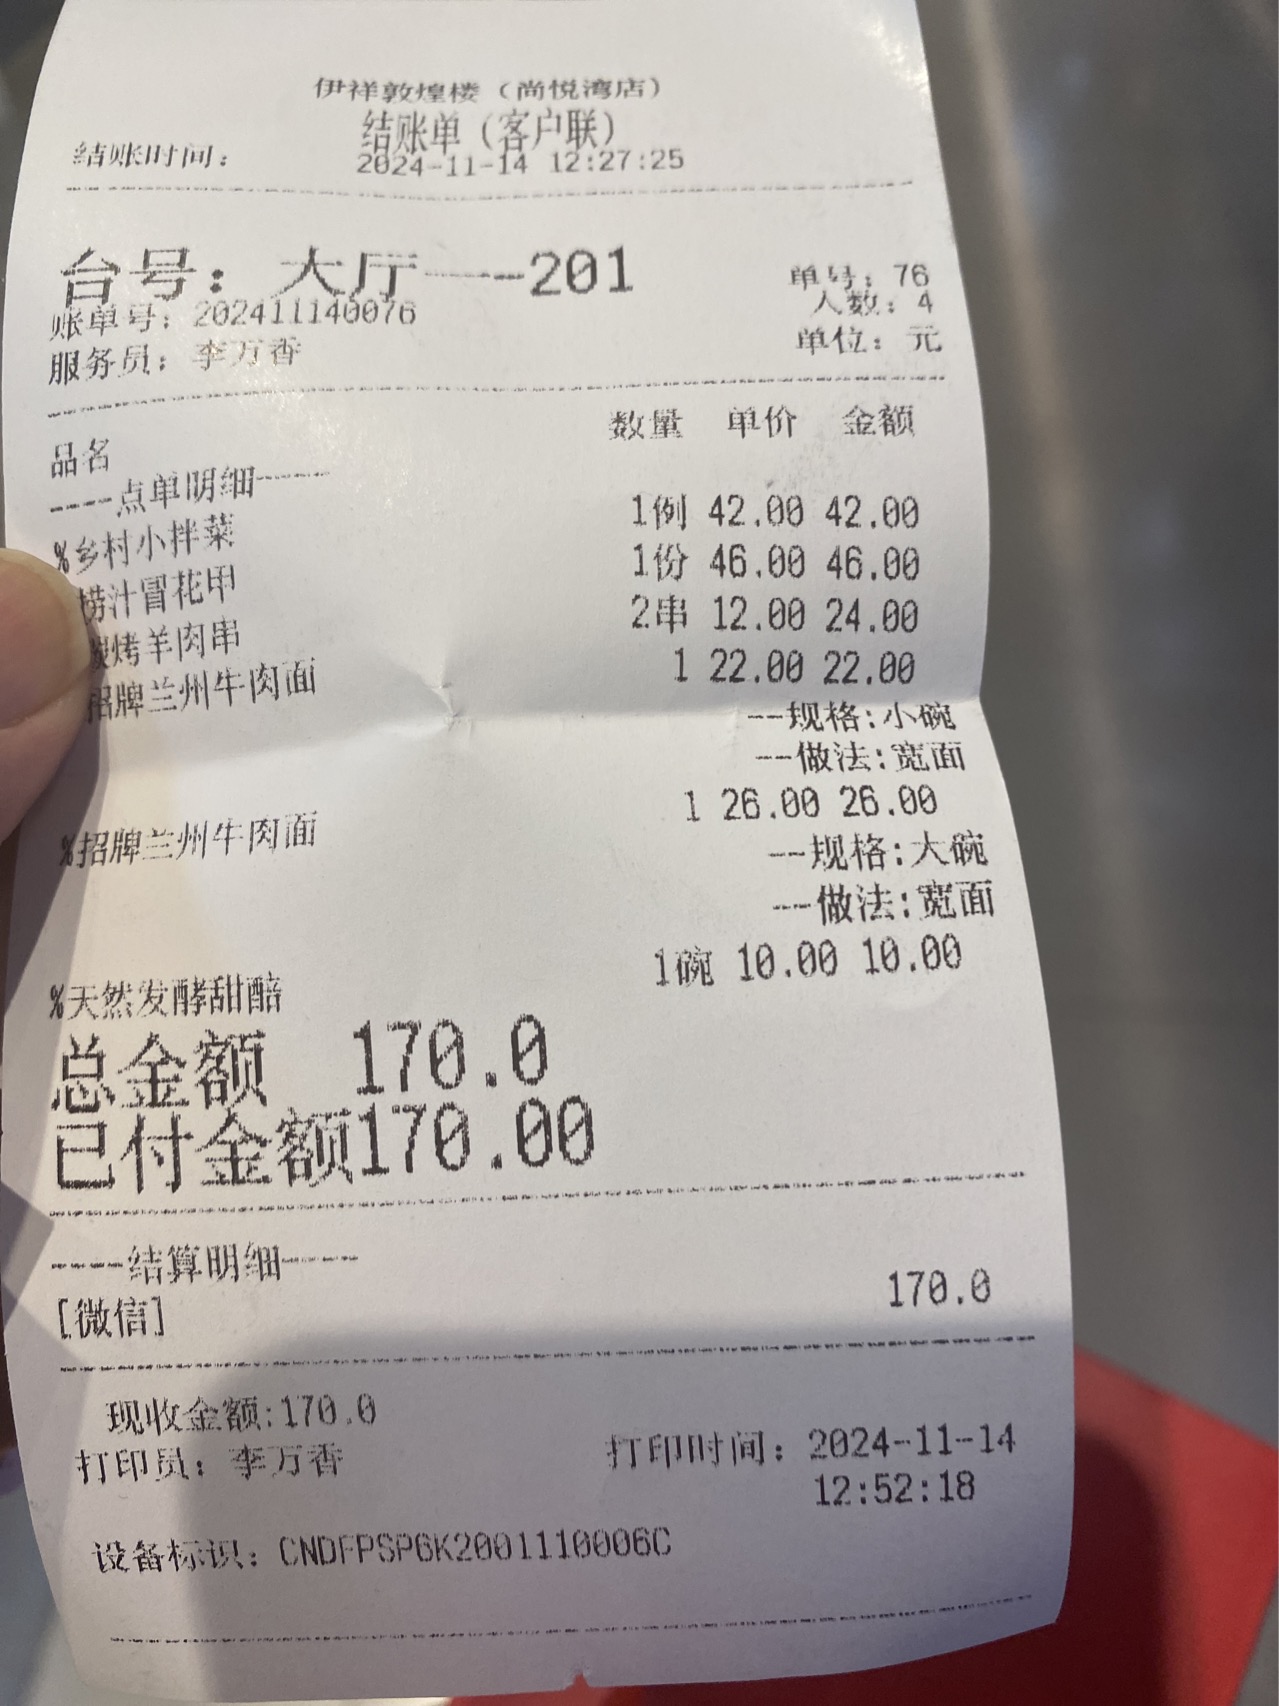 伊祥敦煌楼（尚悦湾店）
结账单（客户联）
结账时间： 2024-11-14 12:27:25
台号： 大厅---201
单号：76
账单号：202411140076
人数：4
服务员：李万香
单位：元
品名 数量 单价 金额
----点单明细----
%乡村小拌菜 1例 42.00 42.00
捞汁冒花甲 1份 46.00 46.00
炭烤羊肉串 2串 12.00 24.00
招牌兰州牛肉面 1 22.00 22.00
--规格:小碗
--做法:宽面
%招牌兰州牛肉面 1 26.00 26.00
--规格:大碗
--做法:宽面
%天然发酵甜醅 1碗 10.00 10.00
总金额 170.0
已付金额170.00
----结算明细----
[微信] 170.0
现收金额:170.0
打印员：李万香 打印时间：2024-11-14
12:52:18
设备标识：CNDFPSP6K2001110006C